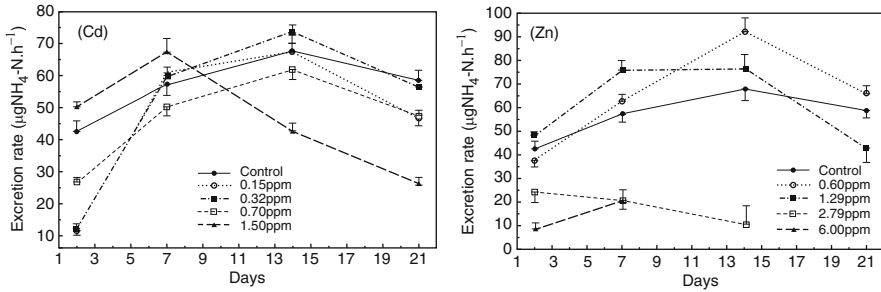 (Cd)
Excretion rate (µgNH₄-N.h⁻¹)
80
70
60
50
40
30
20
10
1 3 5 7 9 11 13 15 17 19 21
Days
Control
0.15ppm
0.32ppm
0.70ppm
1.50ppm
(Zn)
Excretion rate (µgNH₄-N.h⁻¹)
100
90
80
70
60
50
40
30
20
10
0
1 3 5 7 9 11 13 15 17 19 21
Days
Control
0.60ppm
1.29ppm
2.79ppm
6.00ppm